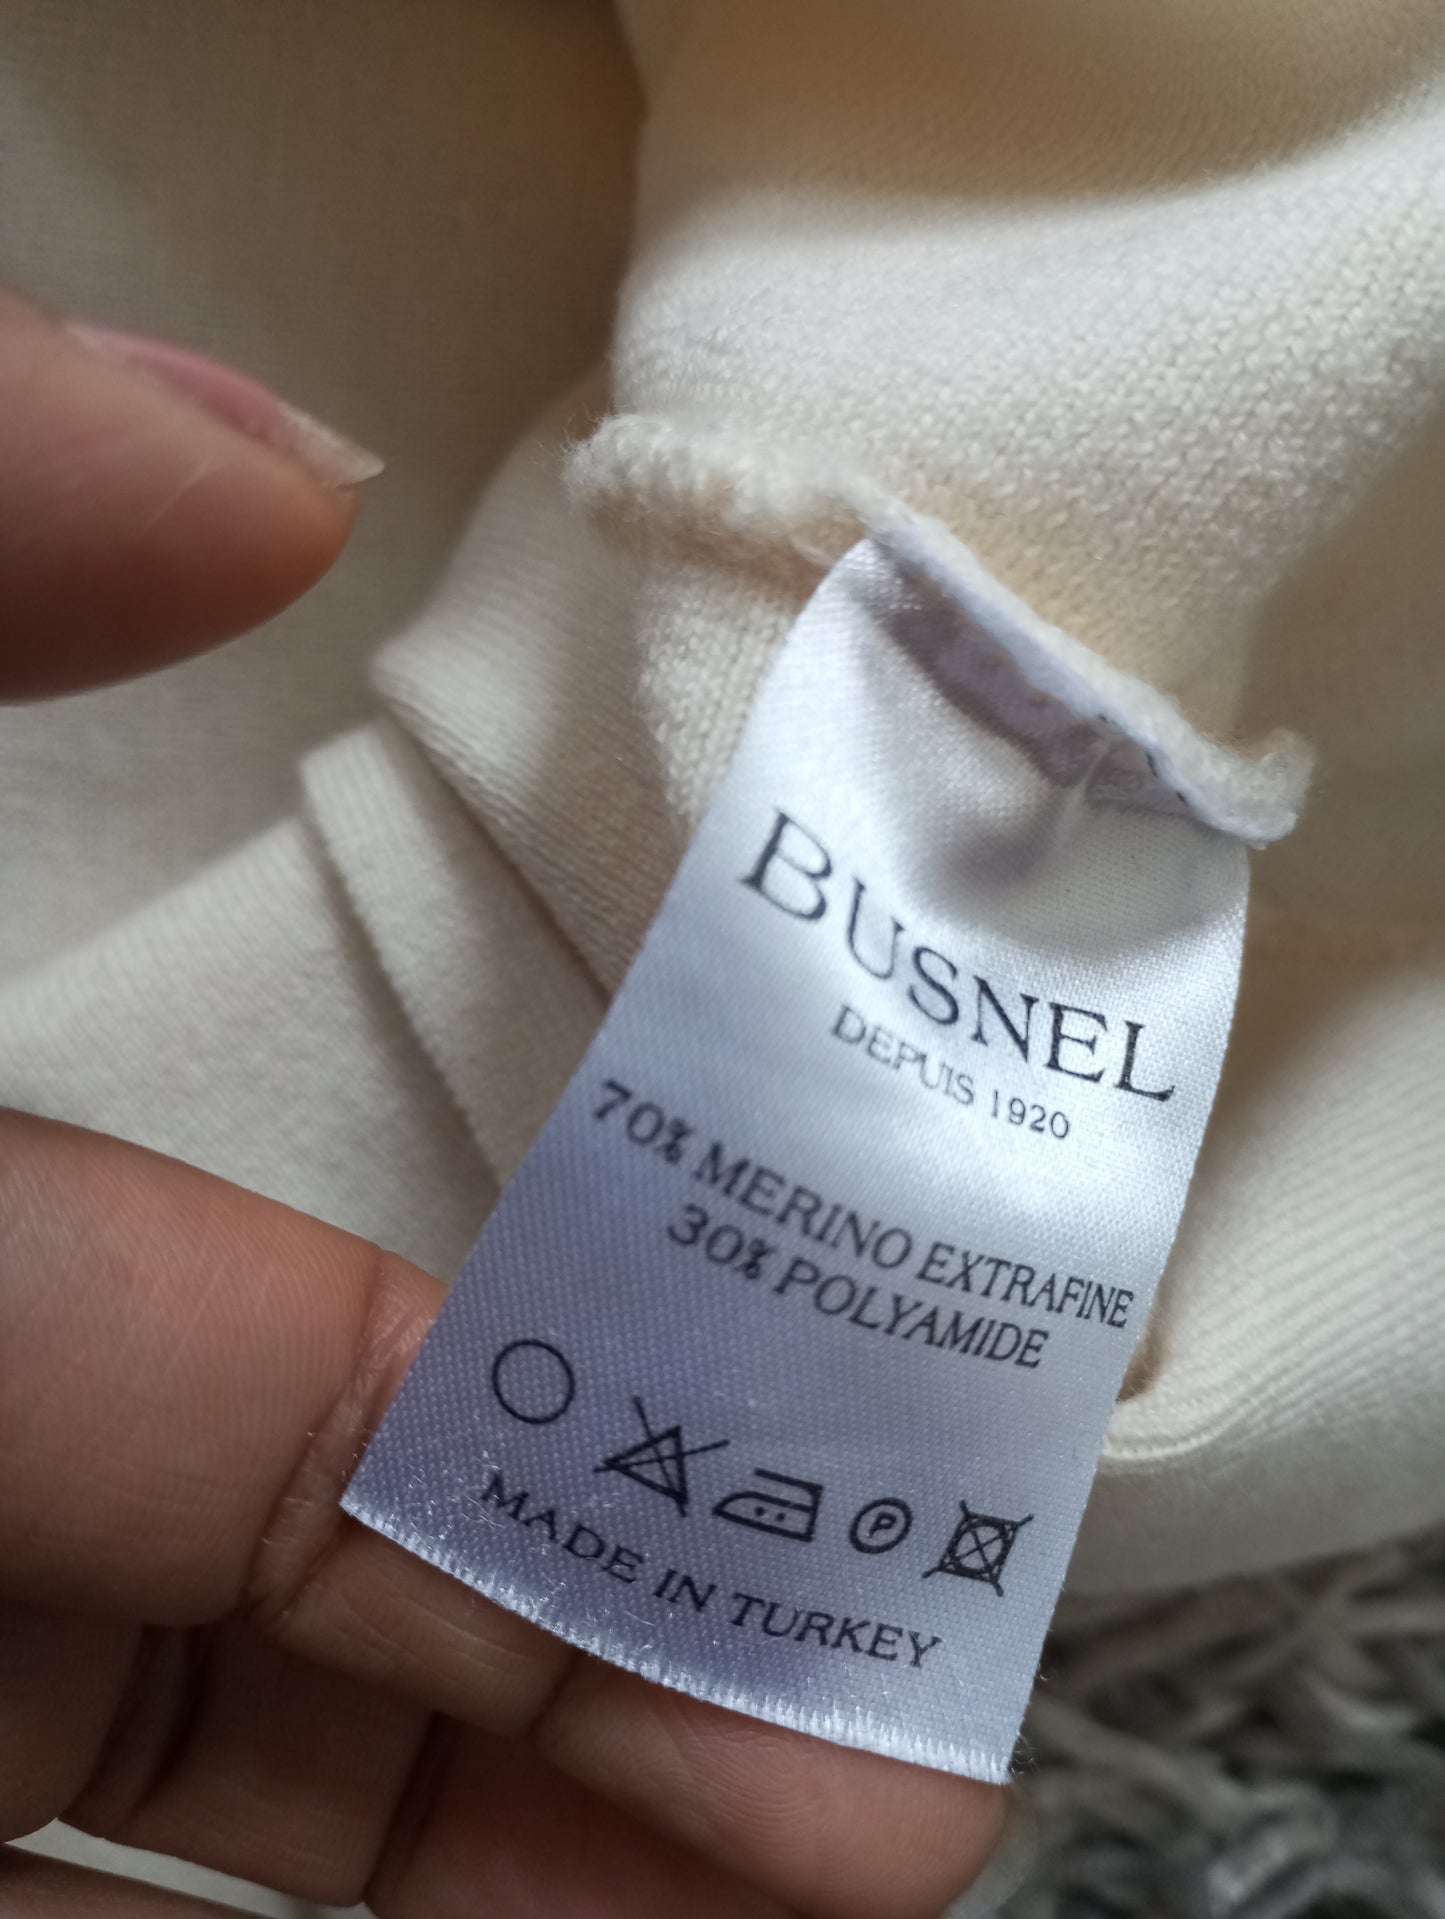 BUSNEL
DEPUIS 1920
70% MERINO EXTRAFINE
30% POLYAMIDE
P
MADE IN TURKEY